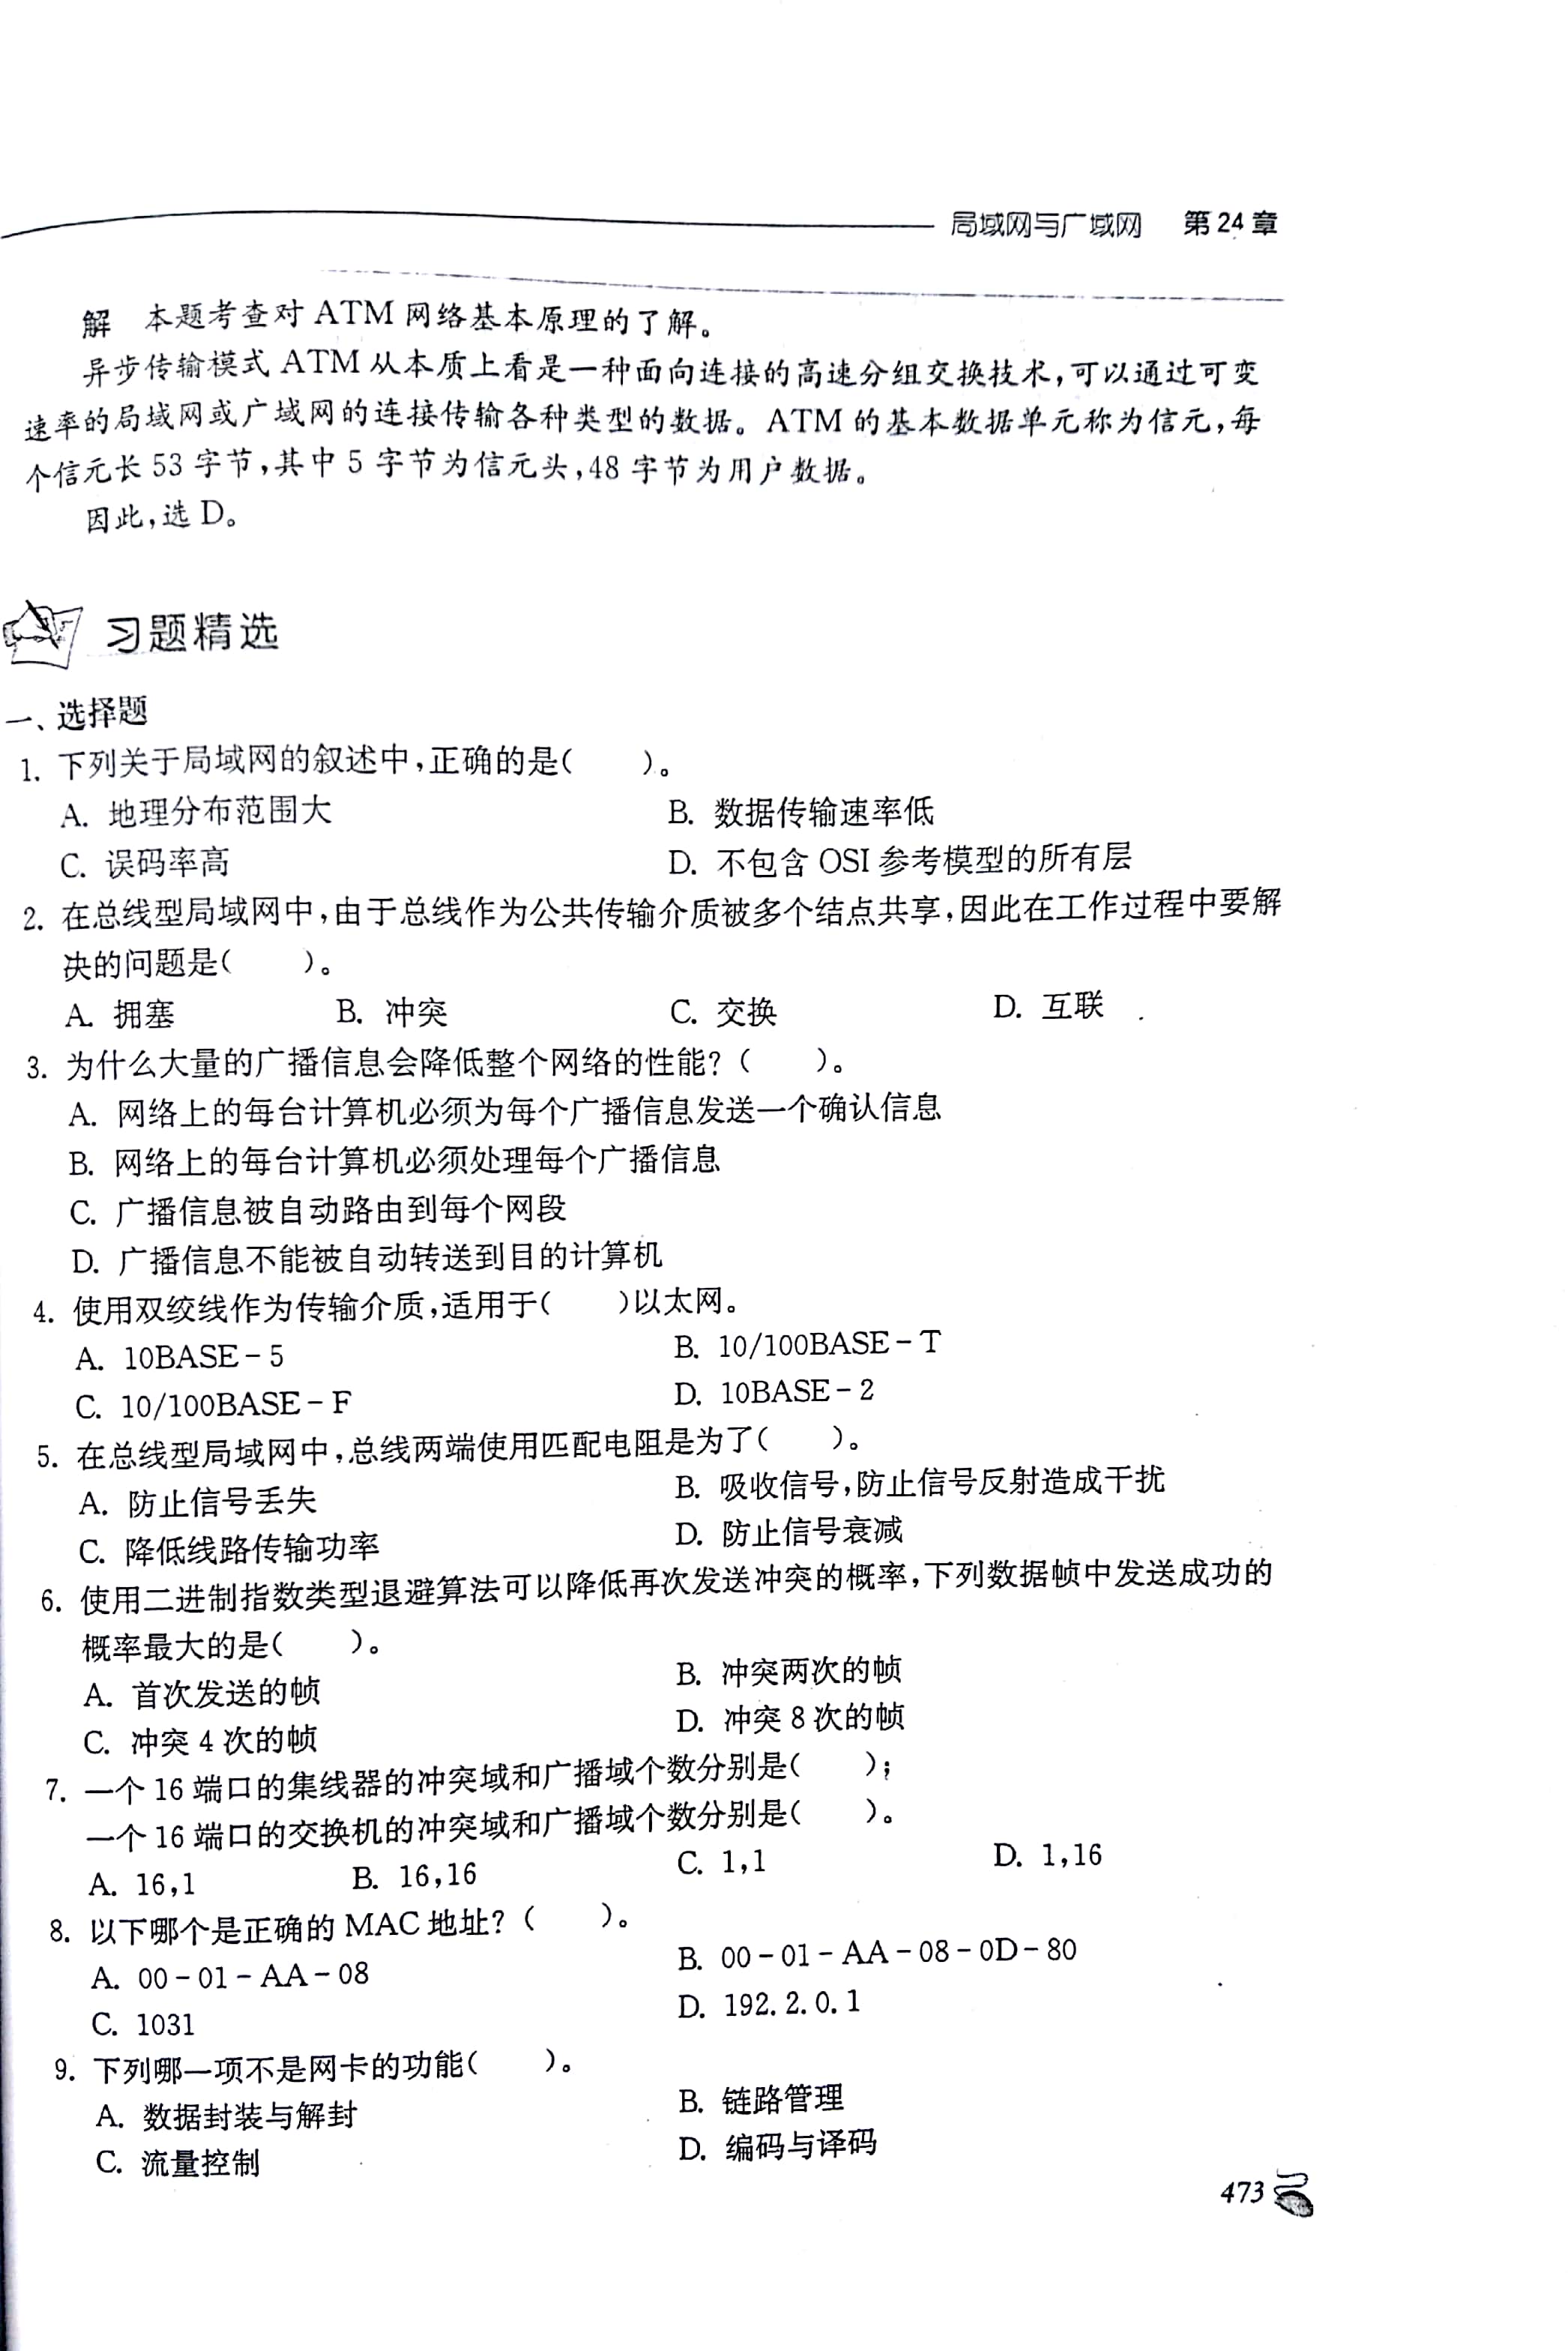 局域网与广域网 第24章
解 本题考查对 ATM 网络基本原理的了解。
异步传输模式 ATM 从本质上看是一种面向连接的高速分组交换技术,可以通过可变
速率的局域网或广域网的连接传输各种类型的数据。ATM 的基本数据单元称为信元,每
个信元长 53 字节,其中 5 字节为信元头,48 字节为用户数据。
因此,选 D。
习题精选
一、选择题
1. 下列关于局域网的叙述中,正确的是( )。
A. 地理分布范围大 B. 数据传输速率低
C. 误码率高 D. 不包含 OSI 参考模型的所有层
2. 在总线型局域网中,由于总线作为公共传输介质被多个结点共享,因此在工作过程中要解
决的问题是( )。
A. 拥塞 B. 冲突 C. 交换 D. 互联
3. 为什么大量的广播信息会降低整个网络的性能?( )。
A. 网络上的每台计算机必须为每个广播信息发送一个确认信息
B. 网络上的每台计算机必须处理每个广播信息
C. 广播信息被自动路由到每个网段
D. 广播信息不能被自动转送到目的计算机
4. 使用双绞线作为传输介质,适用于( )以太网。
A. 10BASE-5 B. 10/100BASE-T
C. 10/100BASE-F D. 10BASE-2
5. 在总线型局域网中,总线两端使用匹配电阻是为了( )。
A. 防止信号丢失 B. 吸收信号,防止信号反射造成干扰
C. 降低线路传输功率 D. 防止信号衰减
6. 使用二进制指数类型退避算法可以降低再次发送冲突的概率,下列数据帧中发送成功的
概率最大的是( )。
A. 首次发送的帧 B. 冲突两次的帧
C. 冲突 4 次的帧 D. 冲突 8 次的帧
7. 一个 16 端口的集线器的冲突域和广播域个数分别是( );
一个 16 端口的交换机的冲突域和广播域个数分别是( )。
A. 16,1 B. 16,16 C. 1,1 D. 1,16
8. 以下哪个是正确的 MAC 地址?( )。
A. 00-01-AA-08 B. 00-01-AA-08-0D-80
C. 1031 D. 192.2.0.1
9. 下列哪一项不是网卡的功能( )。
A. 数据封装与解封 B. 链路管理
C. 流量控制 D. 编码与译码
473